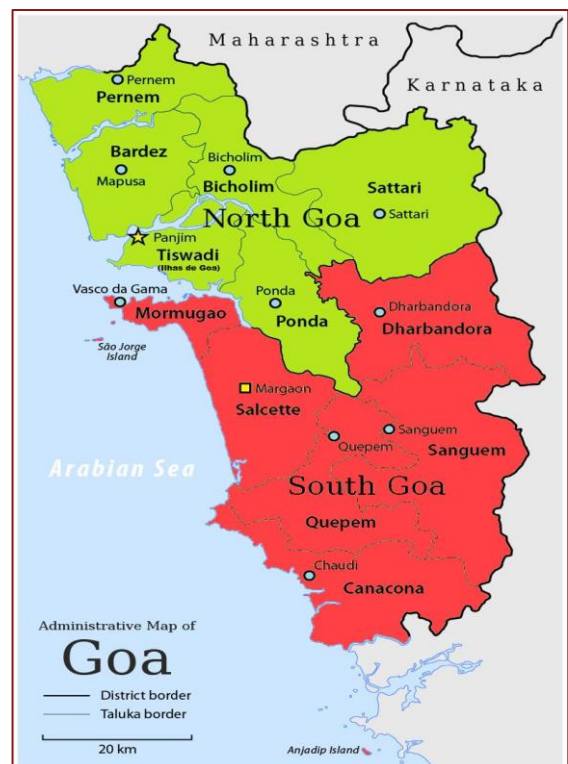 Maharashtra
Karnataka
Pernem
Pernem
Bardez
Mapusa
Bicholim
Bicholim
Sattari
Sattari
North Goa
Panjim
Tiswadi
(Ilhas de Goa)
Ponda
Ponda
Vasco da Gama
Mormugao
São Jorge
Island
Dharbandora
Dharbandora
Margaon
Salcette
Sanguem
Quepem
Sanguem
Arabian Sea
South Goa
Quepem
Chaudi
Canacona
Administrative Map of
Goa
District border
Taluka border
20 km
Anjadip Island